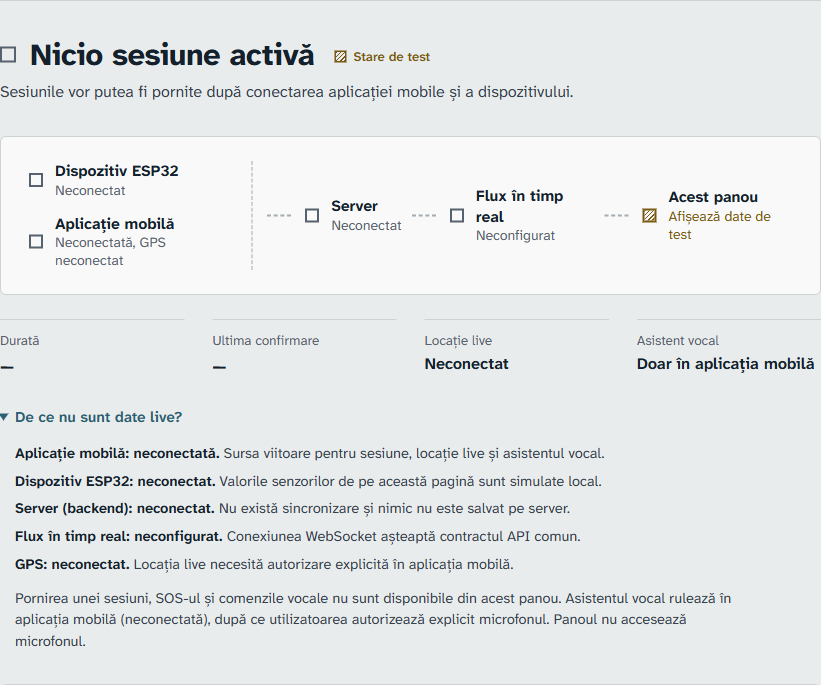 Nicio sesiune activă
Stare de test
Sesiunile vor putea fi pornite după conectarea aplicației mobile și a dispozitivului.
Dispozitiv ESP32
Neconectat
Aplicație mobilă
Neconectată, GPS
neconectat
Server
Neconectat
Flux în timp
real
Neconfigurat
Acest panou
Afișează date de
test
Durată
—
Ultima confirmare
—
Locație live
Neconectat
Asistent vocal
Doar în aplicația mobilă
De ce nu sunt date live?
Aplicație mobilă: neconectată. Sursa viitoare pentru sesiune, locație live și asistentul vocal.
Dispozitiv ESP32: neconectat. Valorile senzorilor de pe această pagină sunt simulate local.
Server (backend): neconectat. Nu există sincronizare și nimic nu este salvat pe server.
Flux în timp real: neconfigurat. Conexiunea WebSocket așteaptă contractul API comun.
GPS: neconectat. Locația live necesită autorizare explicită în aplicația mobilă.
Pornirea unei sesiuni, SOS-ul și comenzile vocale nu sunt disponibile din acest panou. Asistentul vocal rulează în
aplicația mobilă (neconectată), după ce utilizatoarea autorizează explicit microfonul. Panoul nu accesează
microfonul.